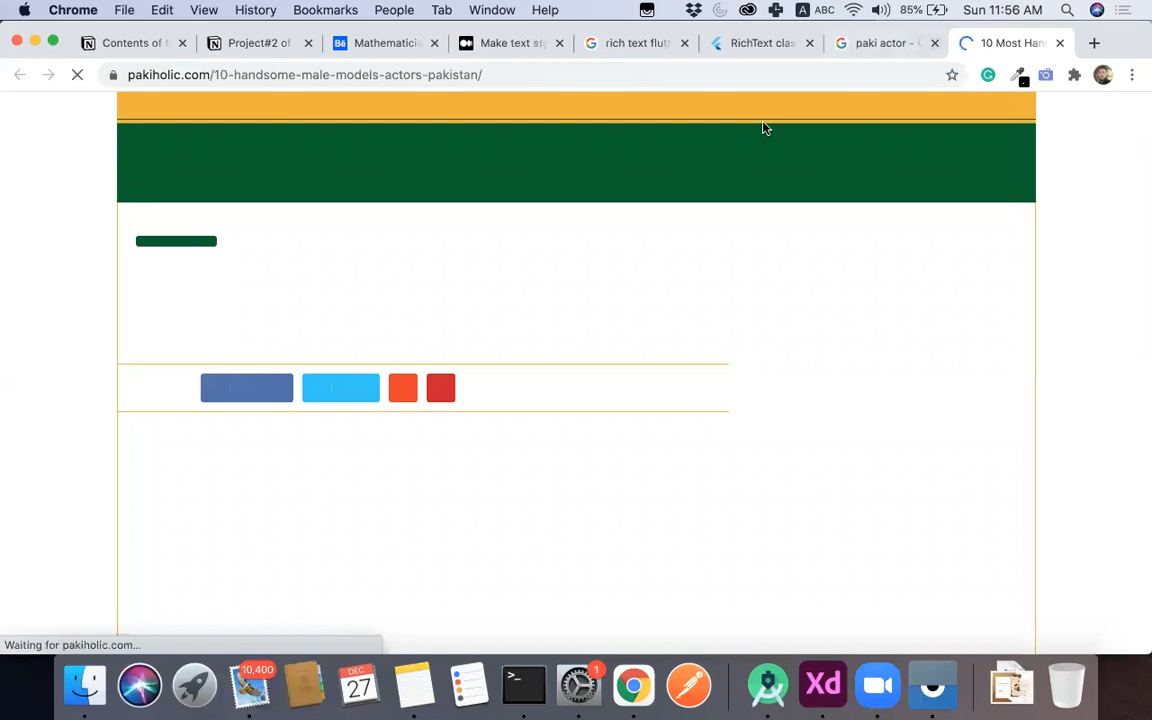 Chrome File Edit View History Bookmarks People Tab Window Help A ABC 85% Sun 11:56 AM
Contents of Project#2 of Bē Mathematici Make text st rich text flut RichText clas paki actor - 10 Most Han
pakiholic.com/10-handsome-male-models-actors-pakistan/
Waiting for pakiholic.com...
10,400
DEC
27
>_
1
Xd